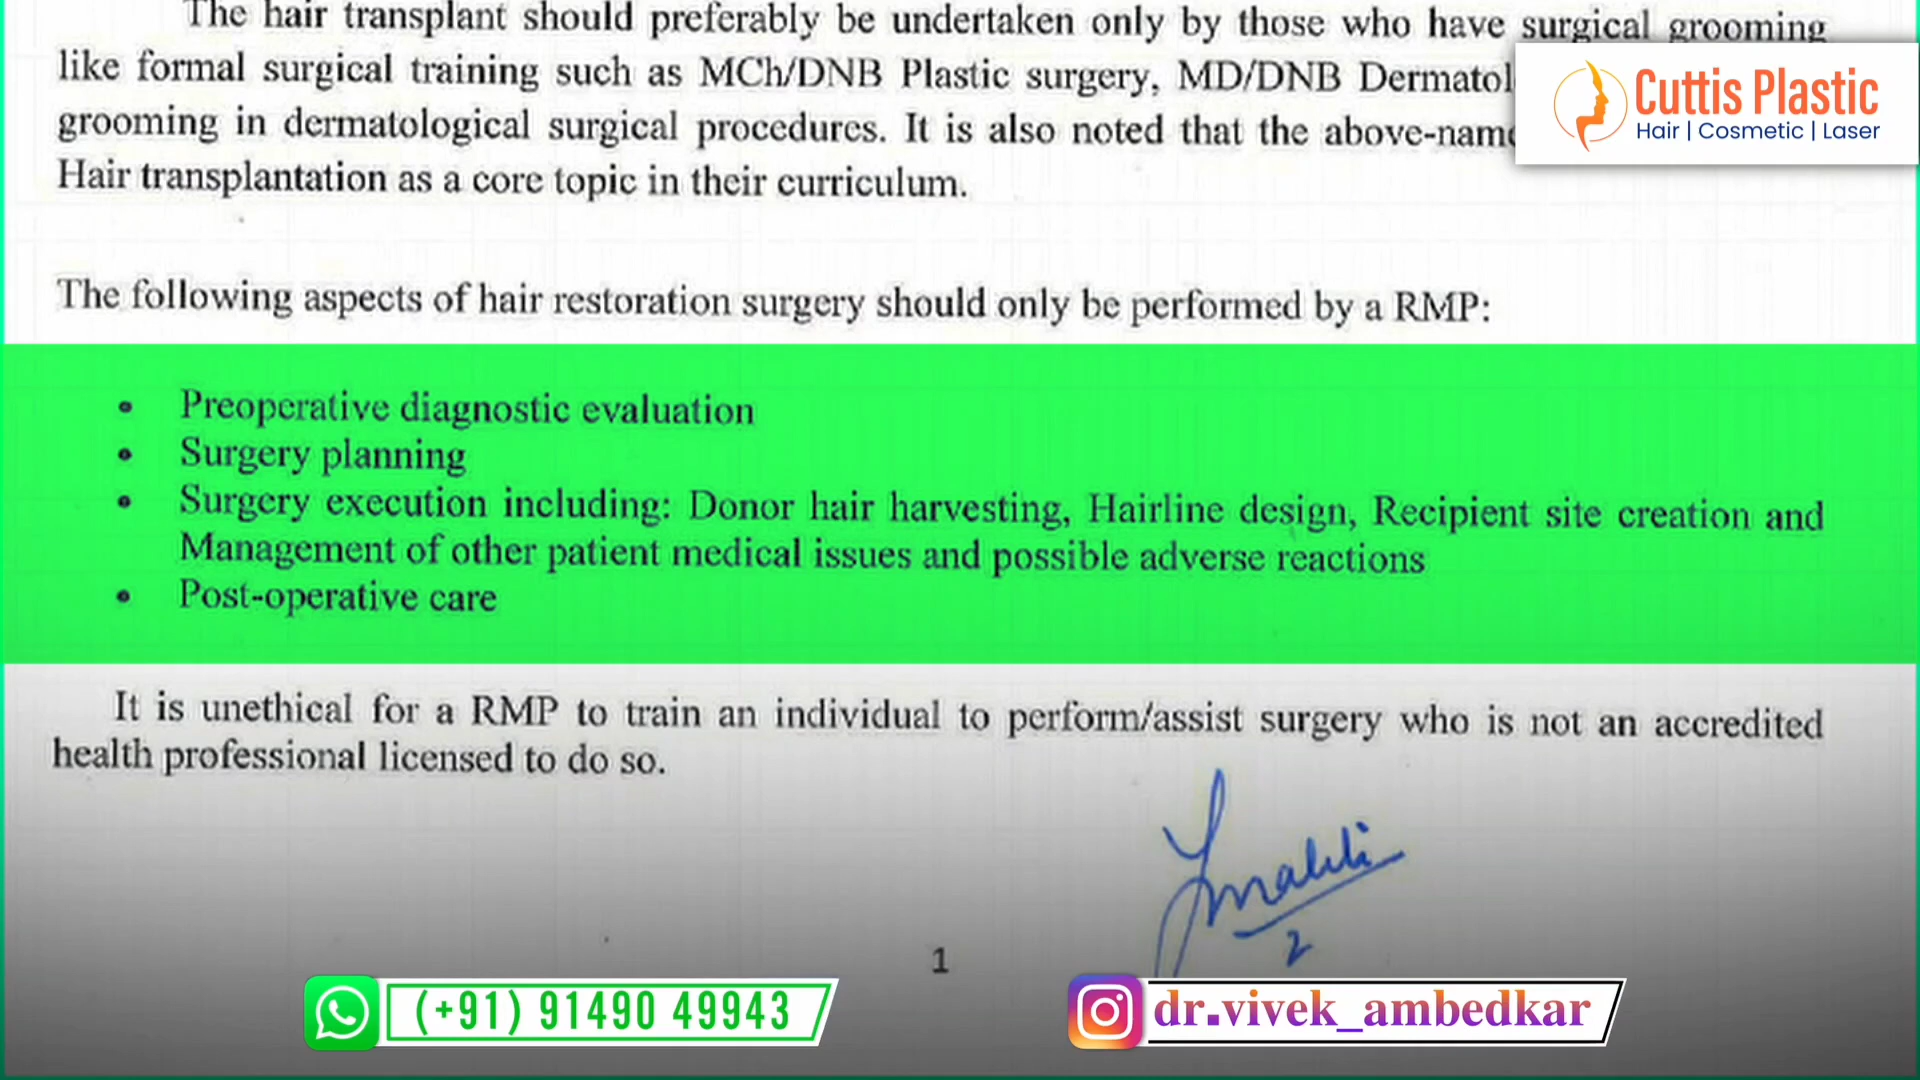 The hair transplant should preferably be undertaken only by those who have surgical grooming
like formal surgical training such as MCh/DNB Plastic surgery, MD/DNB Dermatol
grooming in dermatological surgical procedures. It is also noted that the above-name
Hair transplantation as a core topic in their curriculum.
Cuttis Plastic
Hair | Cosmetic | Laser
The following aspects of hair restoration surgery should only be performed by a RMP:
• Preoperative diagnostic evaluation
• Surgery planning
• Surgery execution including: Donor hair harvesting, Hairline design, Recipient site creation and
Management of other patient medical issues and possible adverse reactions
• Post-operative care
It is unethical for a RMP to train an individual to perform/assist surgery who is not an accredited
health professional licensed to do so.
2
1
(+91) 91490 49943
dr.vivek_ambedkar